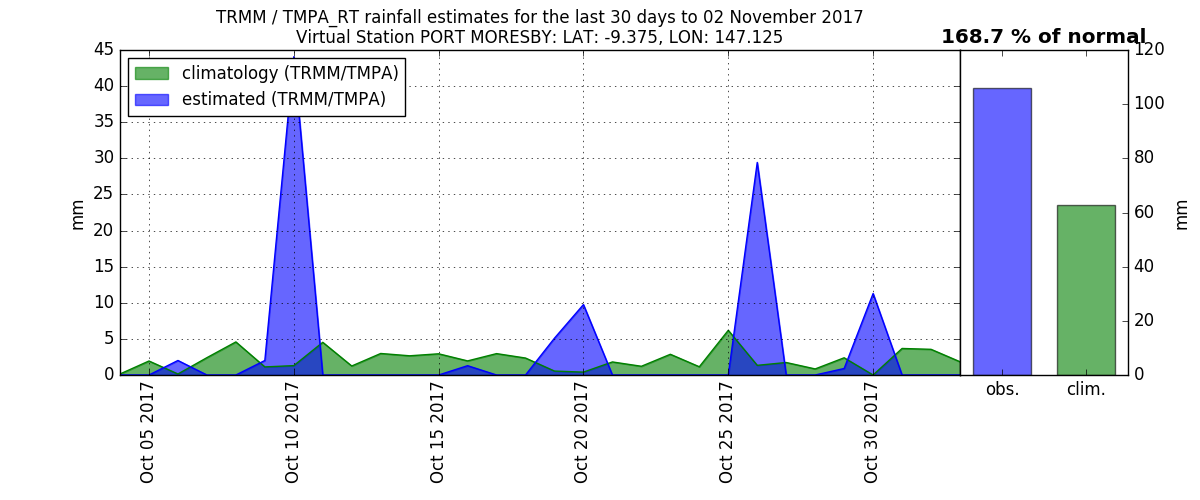 TRMM / TMPA_RT rainfall estimates for the last 30 days to 02 November 2017
Virtual Station PORT MORESBY: LAT: -9.375, LON: 147.125
168.7 % of normal
climatology (TRMM/TMPA)
estimated (TRMM/TMPA)
mm
45
40
35
30
25
20
15
10
5
0
Oct 05 2017
Oct 10 2017
Oct 15 2017
Oct 20 2017
Oct 25 2017
Oct 30 2017
120
100
80
60
40
20
0
mm
obs.
clim.